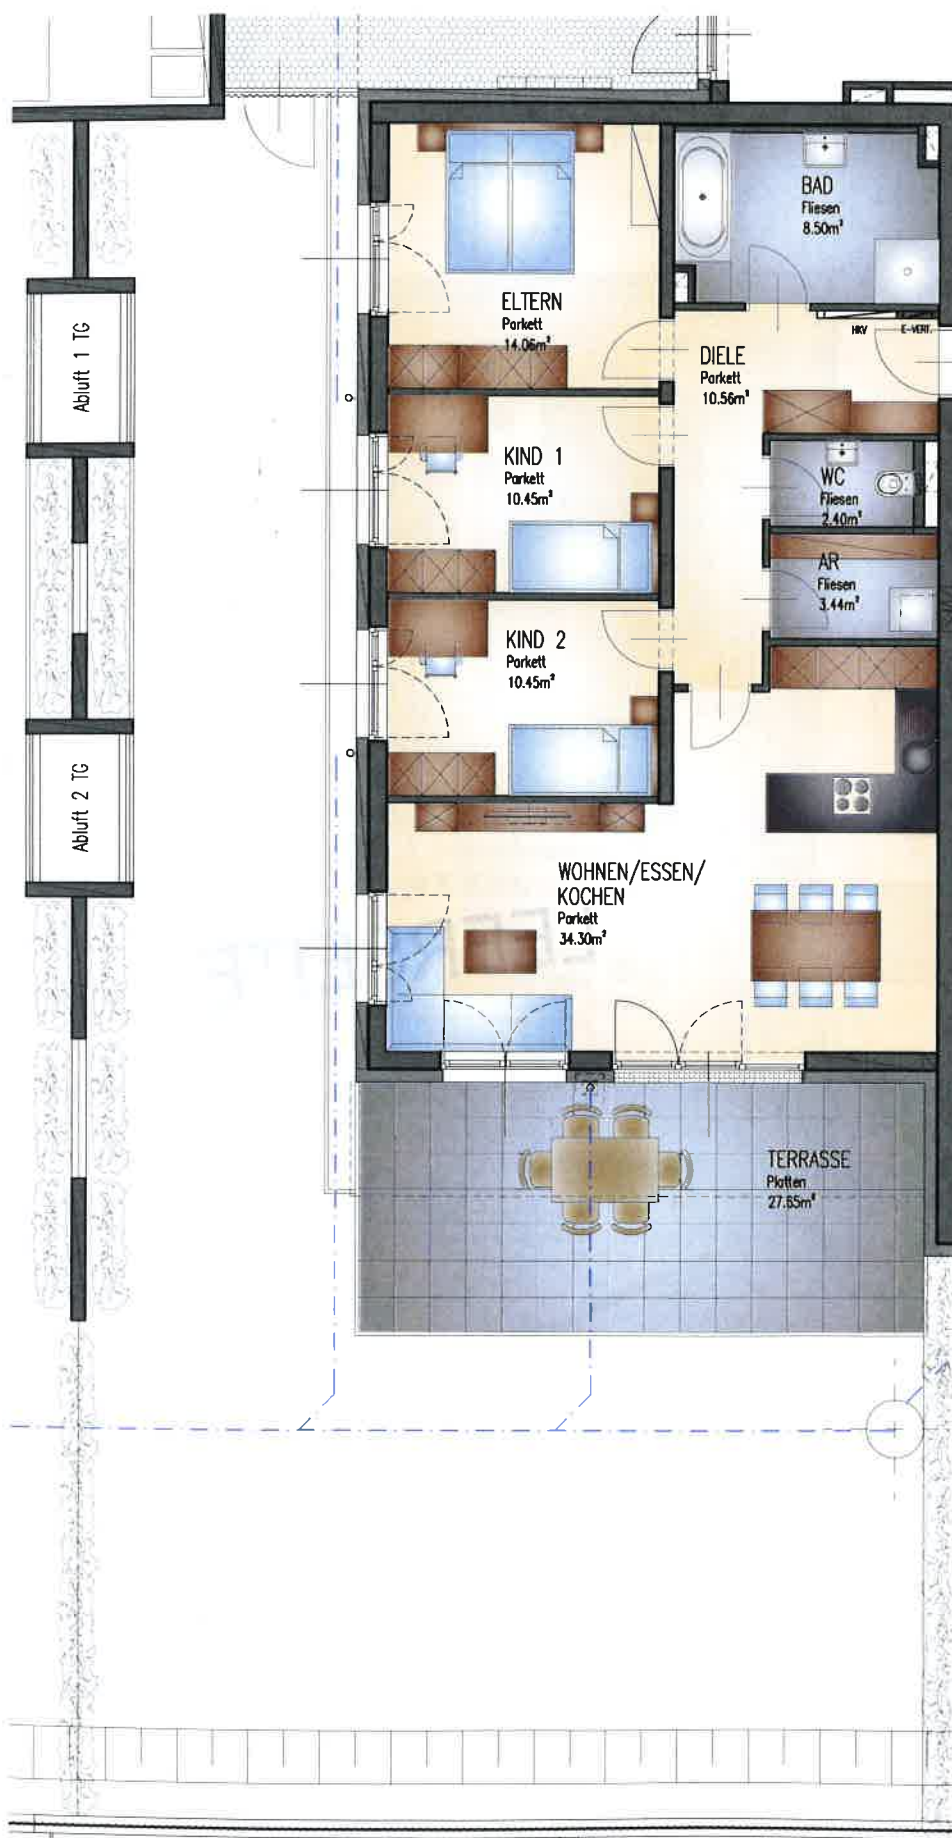 BAD
Fliesen
8.50m²
ELTERN
Parkett
14.06m²
HKV
E-VERT.
DIELE
Parkett
10.56m²
Abluft 1 TG
KIND 1
Parkett
10.45m²
WC
Fliesen
2.40m²
AR
Fliesen
3.44m²
KIND 2
Parkett
10.45m²
Abluft 2 TG
WOHNEN/ESSEN/
KOCHEN
Parkett
34.30m²
TERRASSE
Platten
27.65m²